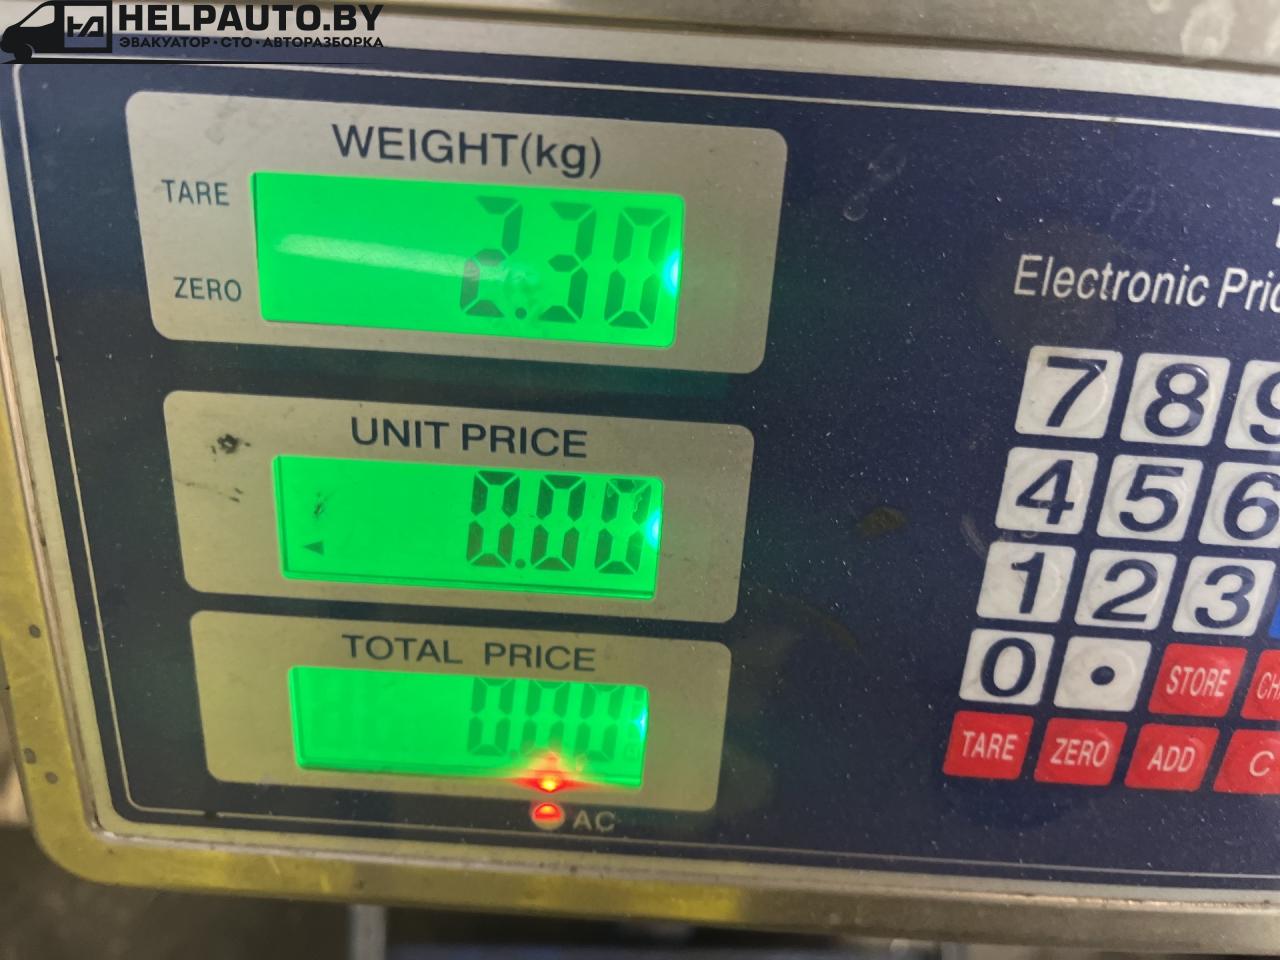 HELPAUTO.BY
ЭВАКУАТОР · СТО · АВТОРАЗБОРКА
WEIGHT(kg)
TARE
ZERO
2.30
UNIT PRICE
0.00
TOTAL PRICE
0.00
AC
Electronic
7 8 9
4 5 6
1 2 3
0 • STORE
TARE ZERO ADD C